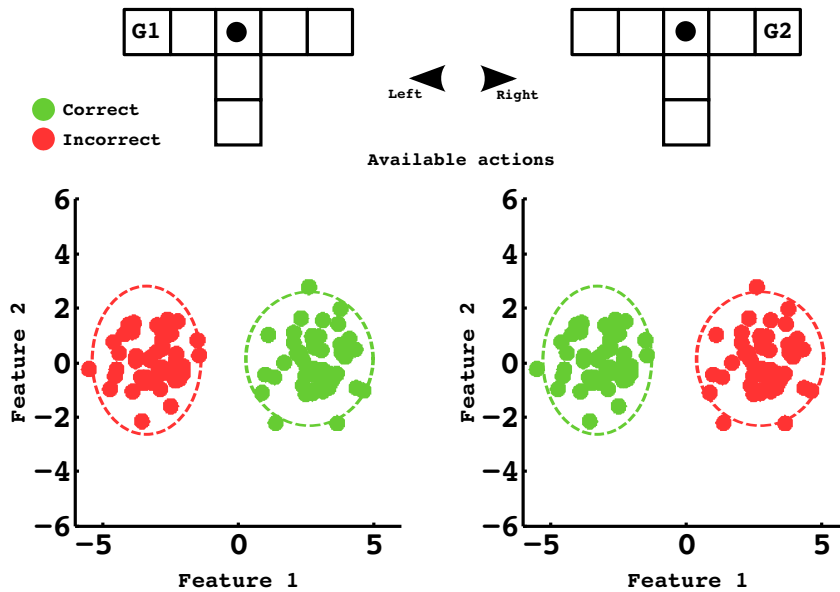 G1
G2
Left
Right
Correct
Incorrect
Available actions
6
4
2
0
−2
−4
−6
Feature 2
−5
0
5
Feature 1
6
4
2
0
−2
−4
−6
Feature 2
−5
0
5
Feature 1